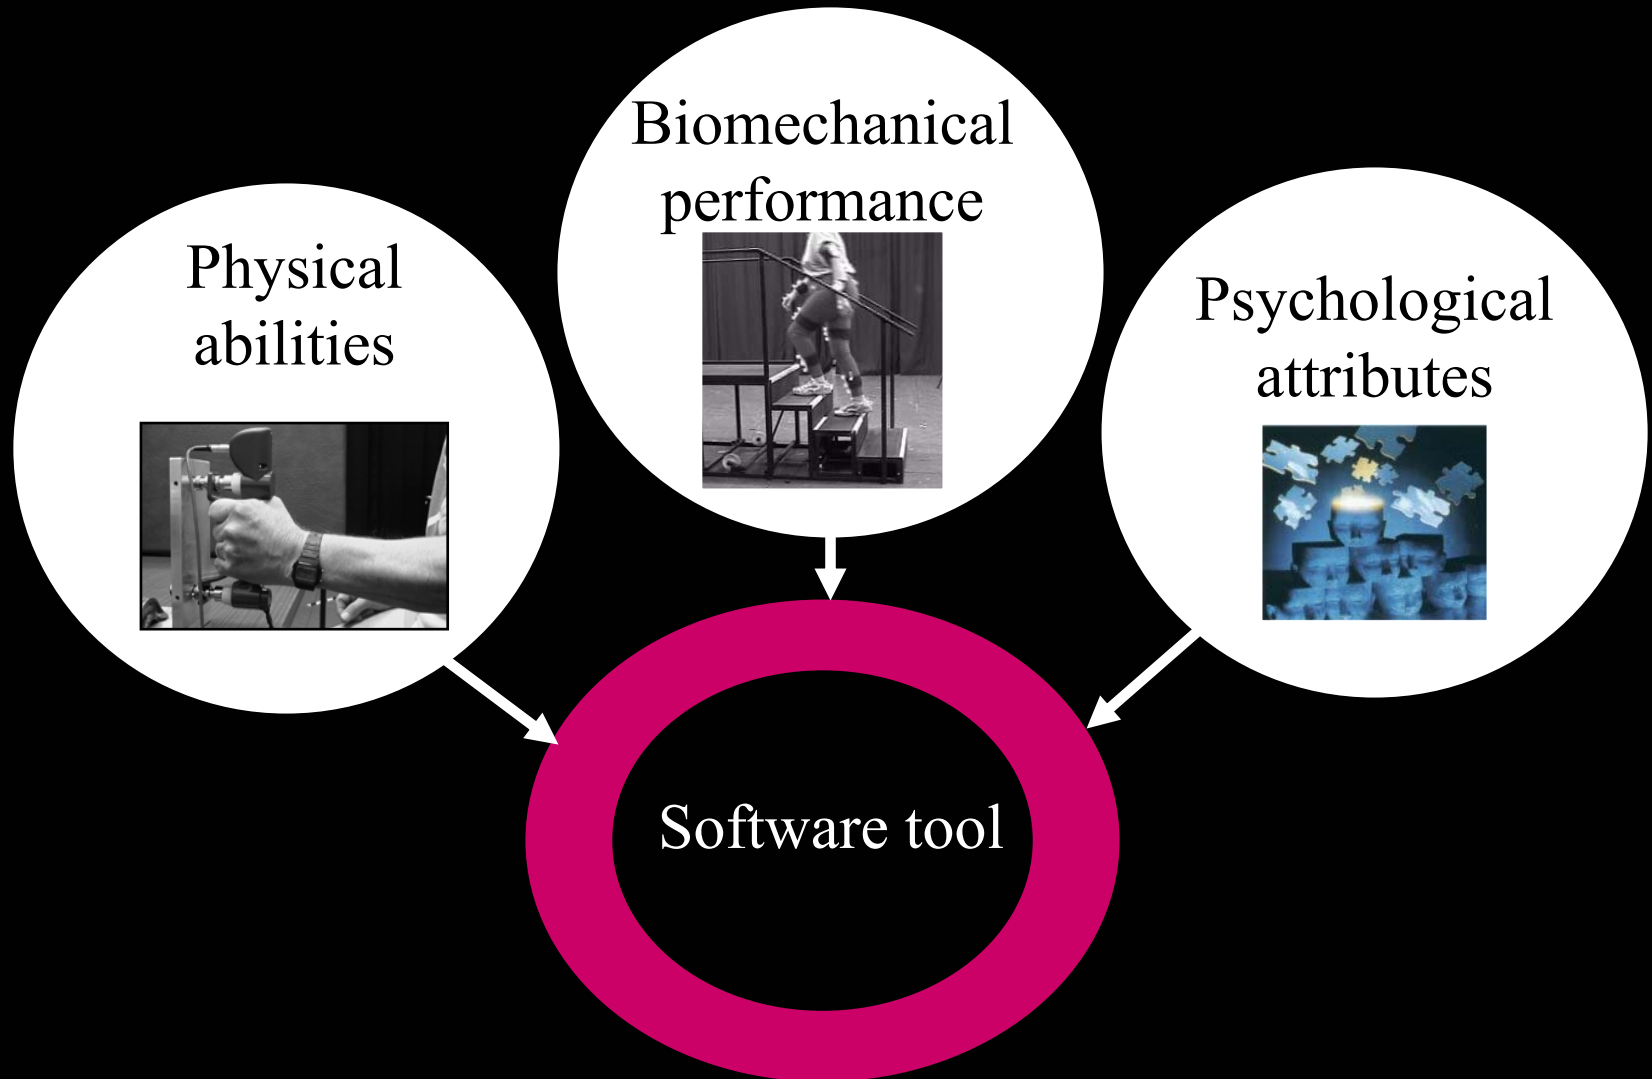 Biomechanical
performance
Physical
abilities
Psychological
attributes
Software tool